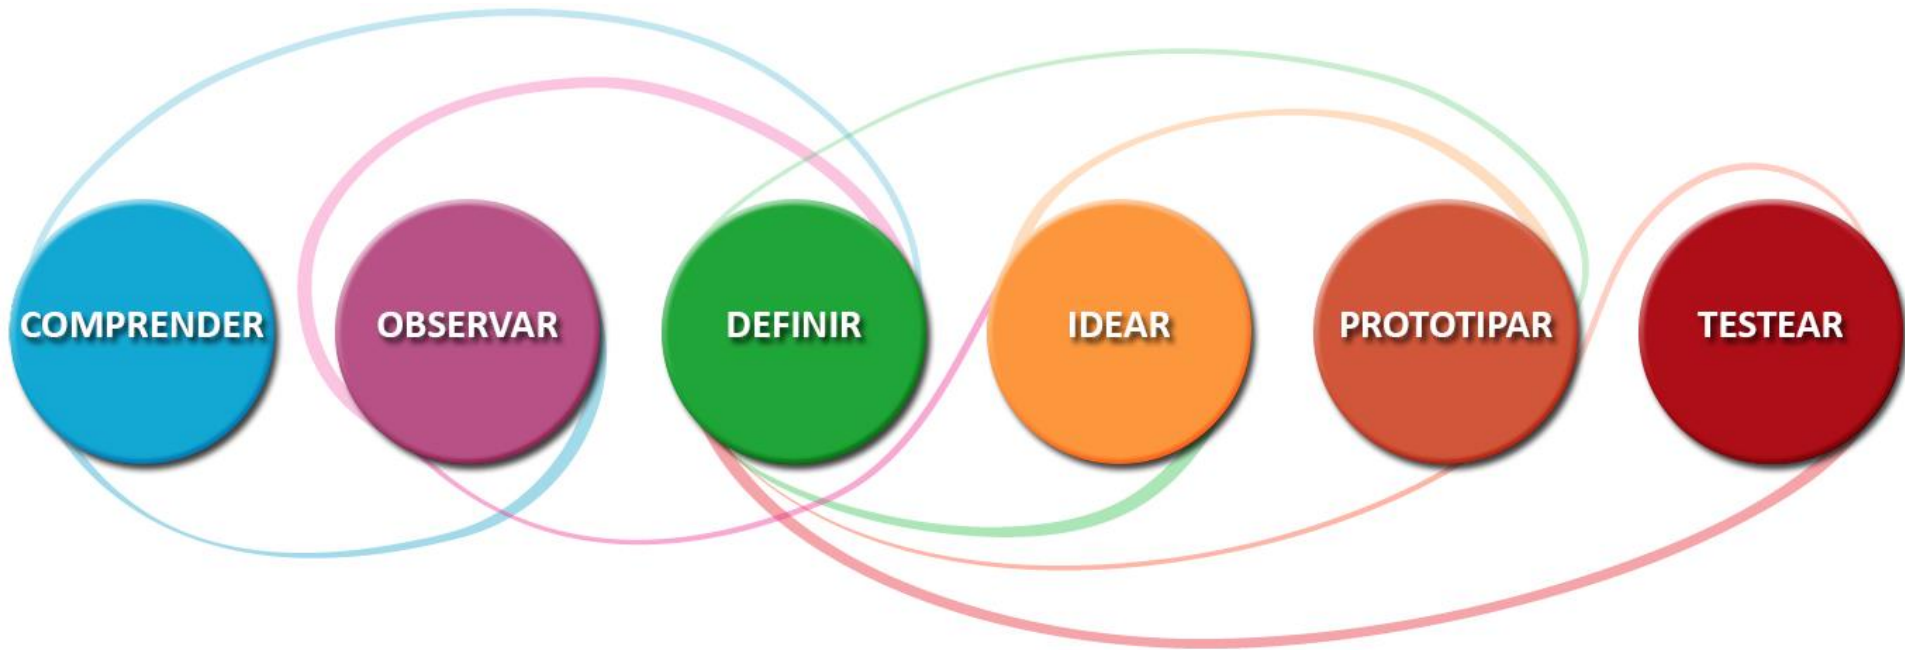 COMPRENDER
OBSERVAR
DEFINIR
IDEAR
PROTOTIPAR
TESTEAR